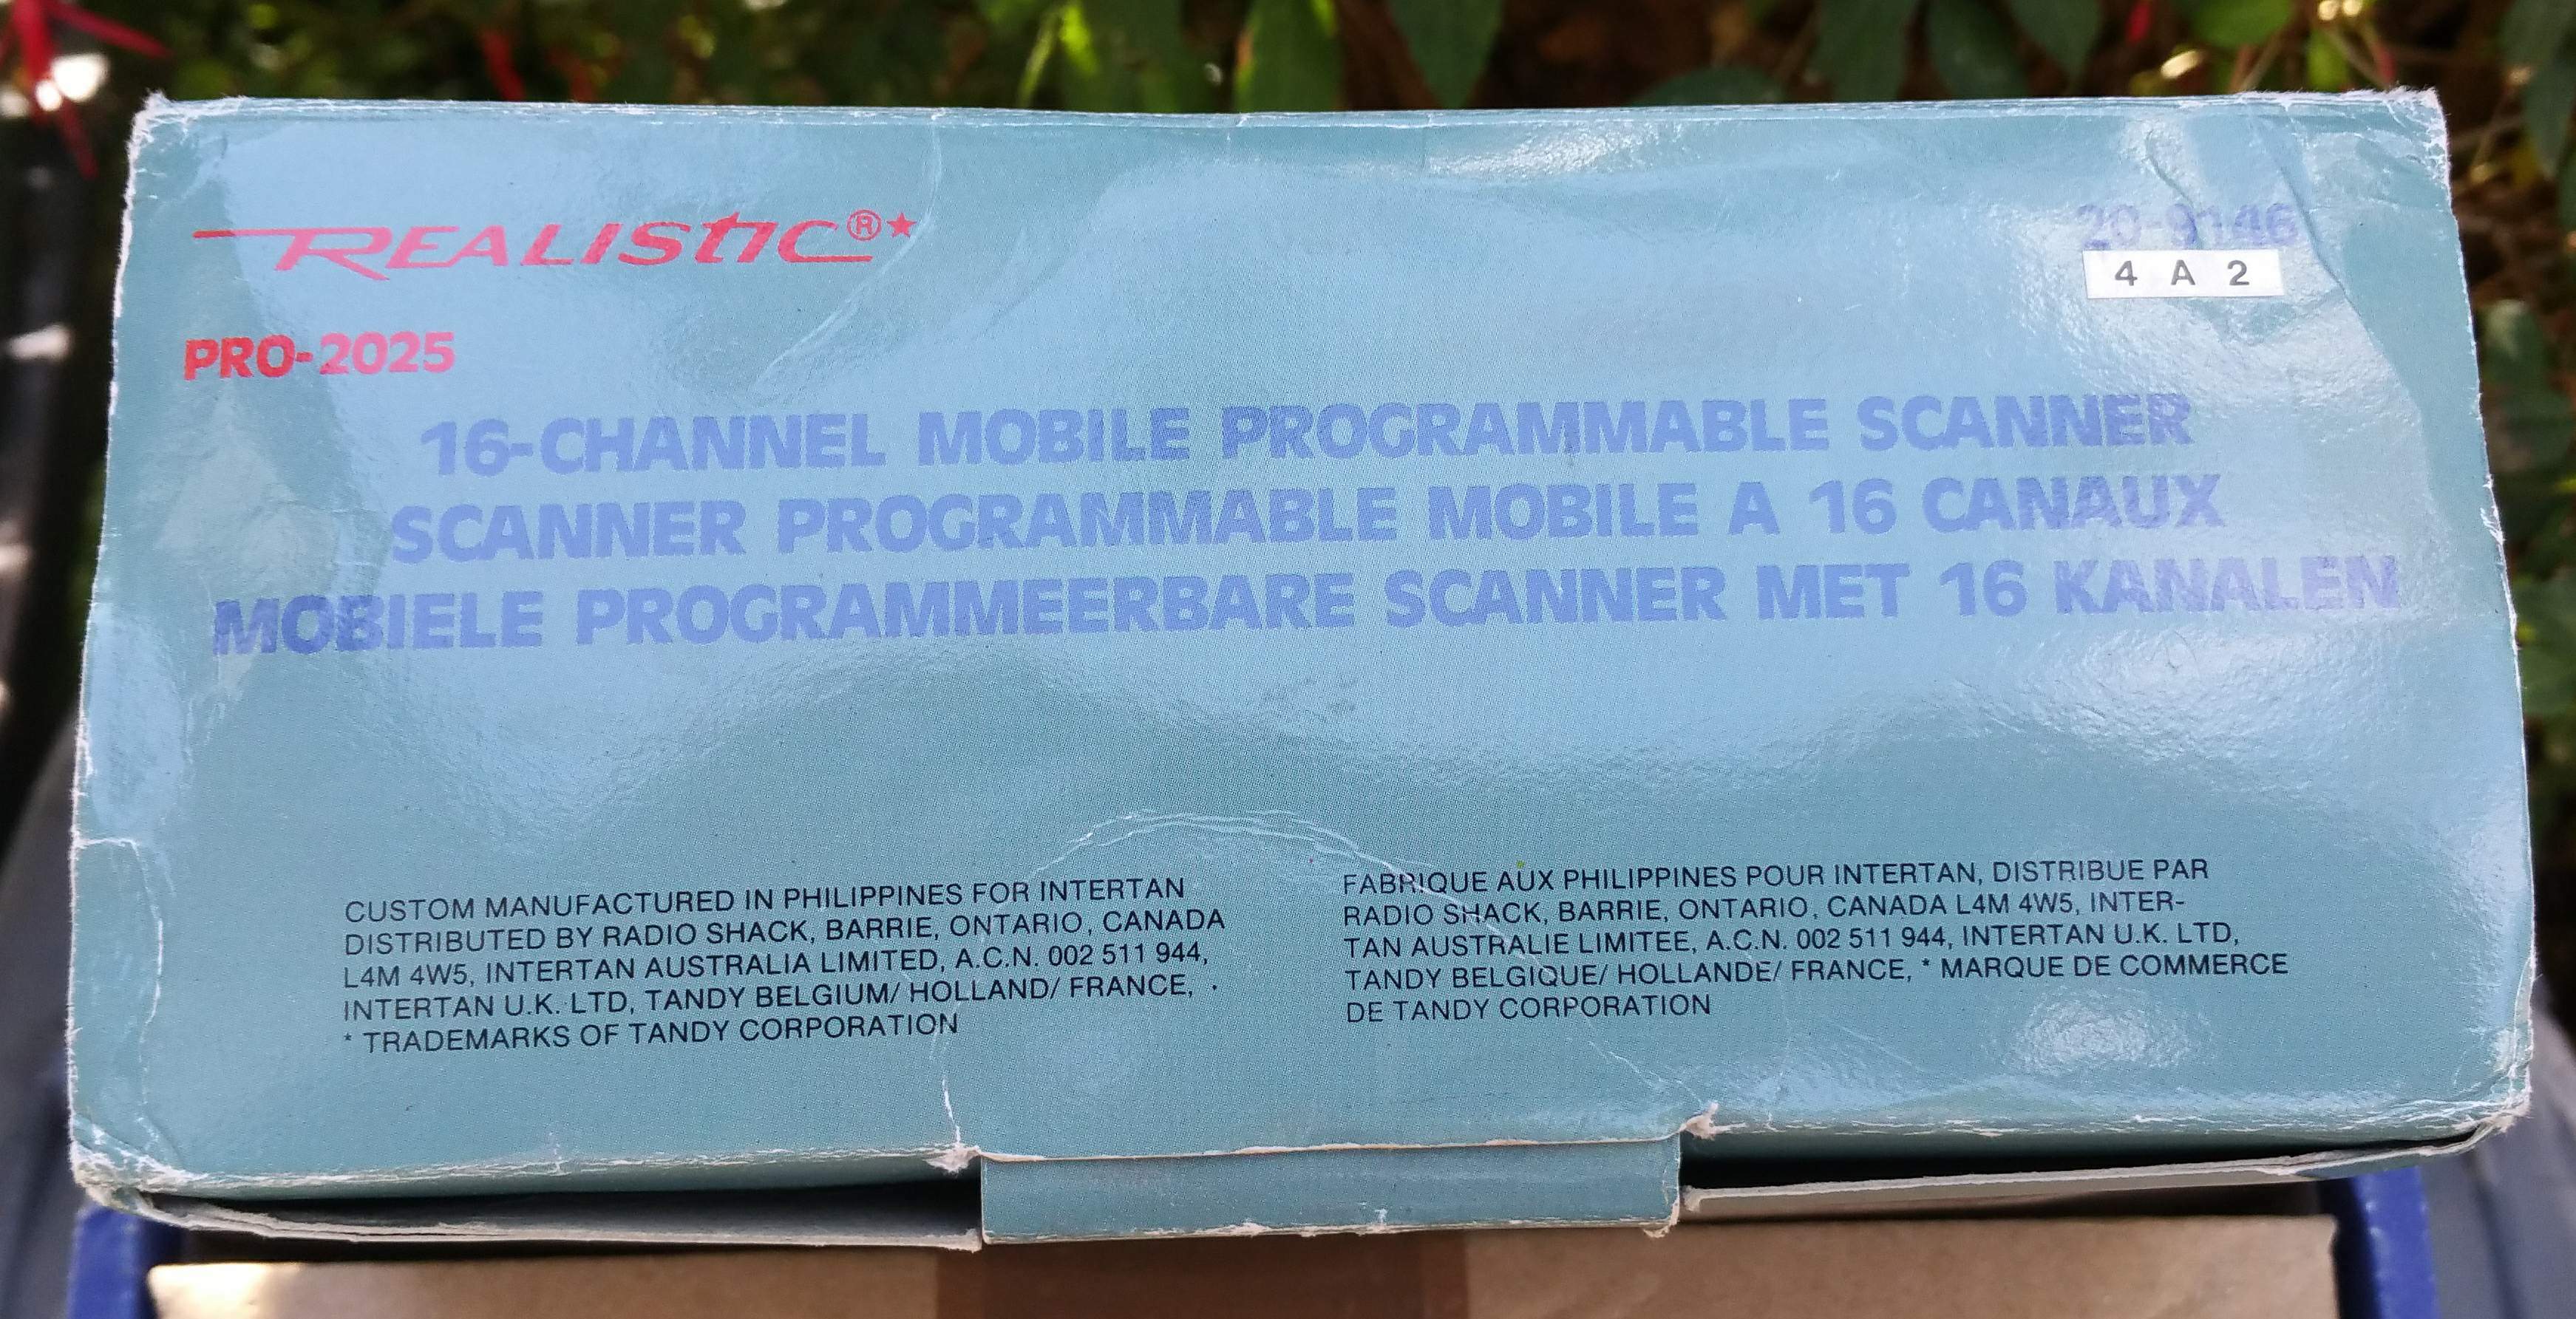 REALISTIC®★
20-9146
4 A 2
PRO-2025
16-CHANNEL MOBILE PROGRAMMABLE SCANNER
SCANNER PROGRAMMABLE MOBILE A 16 CANAUX
MOBIELE PROGRAMMEERBARE SCANNER MET 16 KANALEN
CUSTOM MANUFACTURED IN PHILIPPINES FOR INTERTAN
DISTRIBUTED BY RADIO SHACK, BARRIE, ONTARIO, CANADA
L4M 4W5, INTERTAN AUSTRALIA LIMITED, A.C.N. 002 511 944,
INTERTAN U.K. LTD, TANDY BELGIUM/ HOLLAND/ FRANCE, .
* TRADEMARKS OF TANDY CORPORATION
FABRIQUE AUX PHILIPPINES POUR INTERTAN, DISTRIBUE PAR
RADIO SHACK, BARRIE, ONTARIO, CANADA L4M 4W5, INTER-
TAN AUSTRALIE LIMITEE, A.C.N. 002 511 944, INTERTAN U.K. LTD,
TANDY BELGIQUE/ HOLLANDE/ FRANCE, * MARQUE DE COMMERCE
DE TANDY CORPORATION